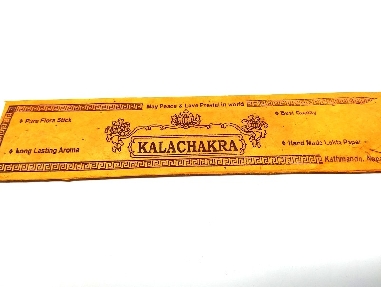 May Peace & Love Prevail in world
❖ Pure Flora Stick
❖ Best Quality
❖ Long Lasting Aroma
KALACHAKRA
❖ Hand Made Lokta Paper
Kathmandu, Nepa